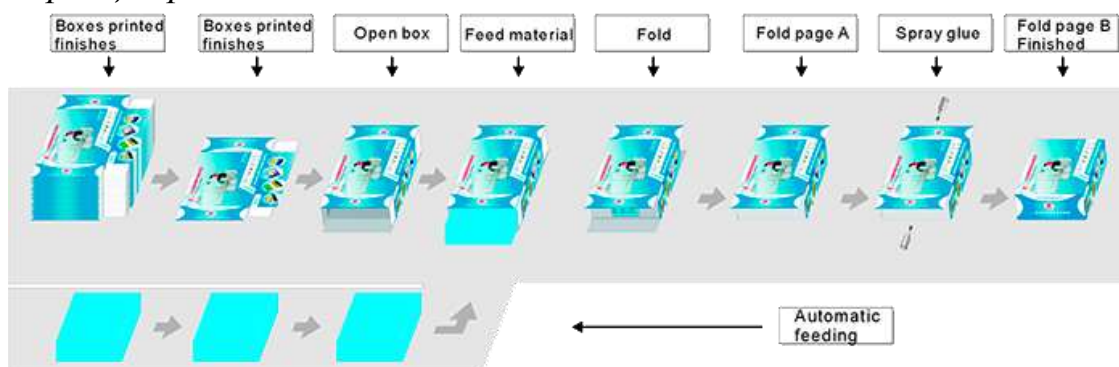 Boxes printed
finishes
Boxes printed
finishes
Open box
Feed material
Fold
Fold page A
Spray glue
Fold page B
Finished
Automatic
feeding